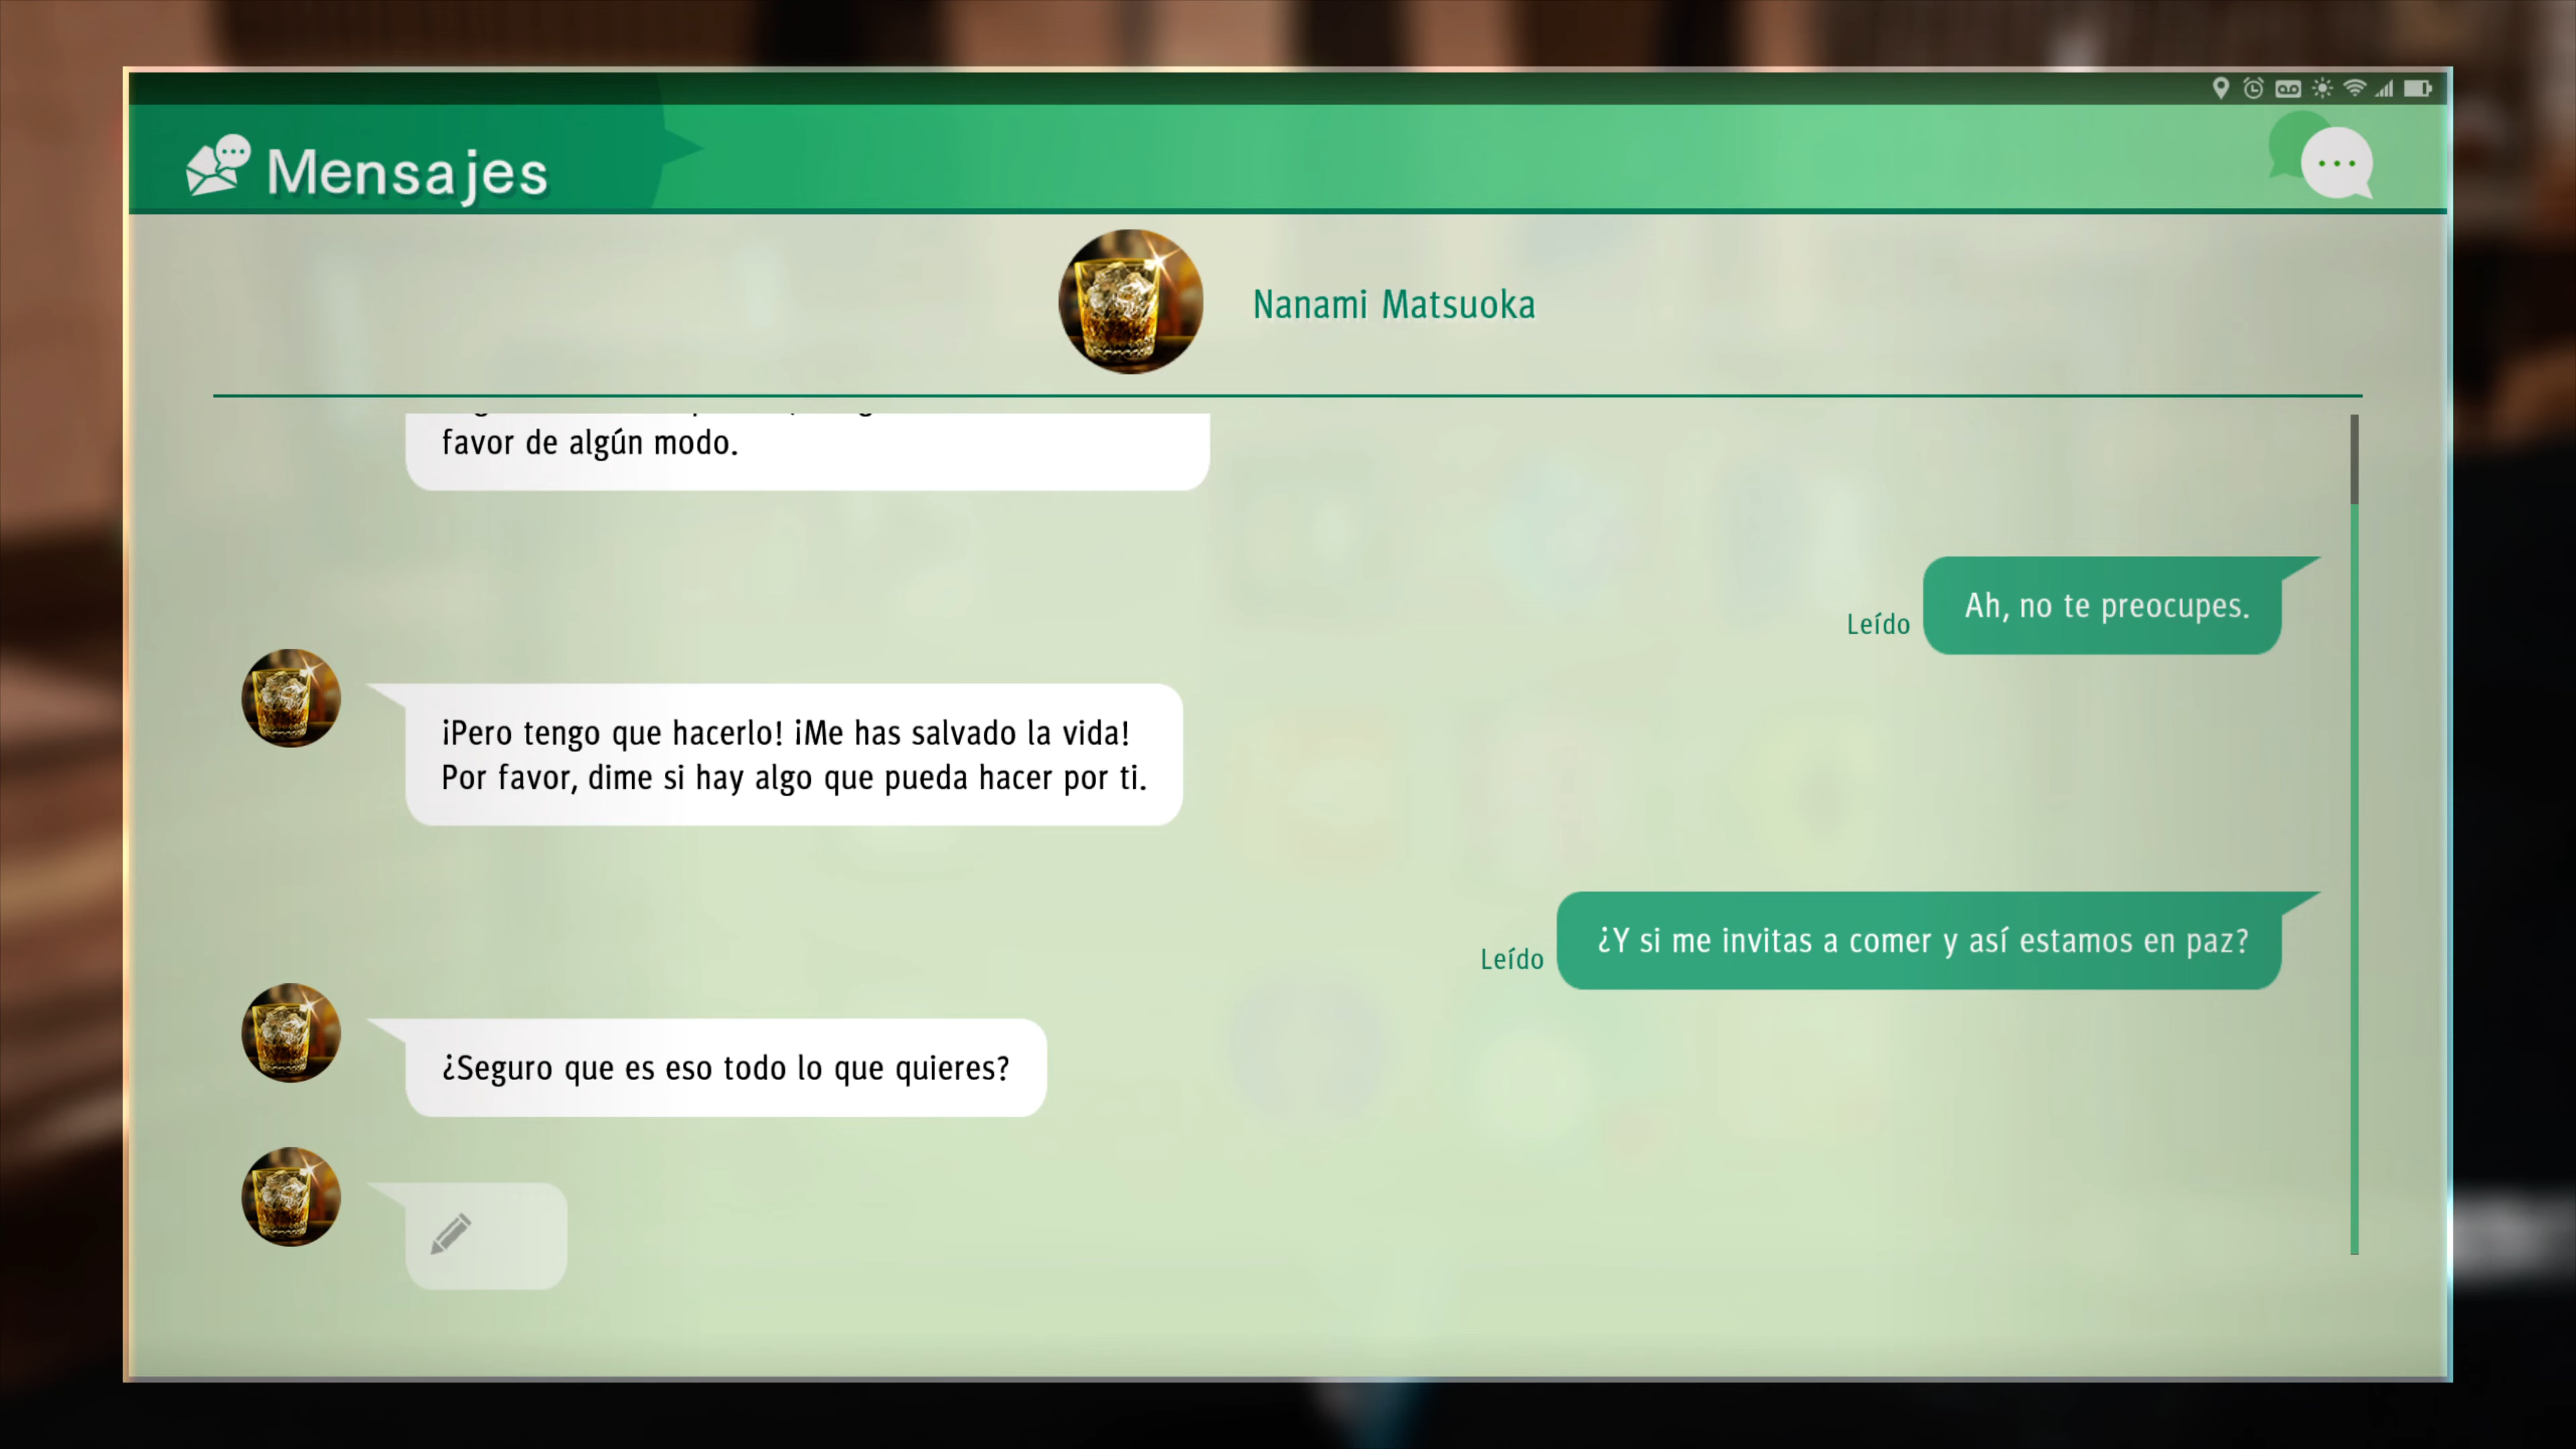 Mensajes
Nanami Matsuoka
favor de algún modo.
Ah, no te preocupes.
Leído
¡Pero tengo que hacerlo! ¡Me has salvado la vida!
Por favor, dime si hay algo que pueda hacer por ti.
¿Y si me invitas a comer y así estamos en paz?
Leído
¿Seguro que es eso todo lo que quieres?